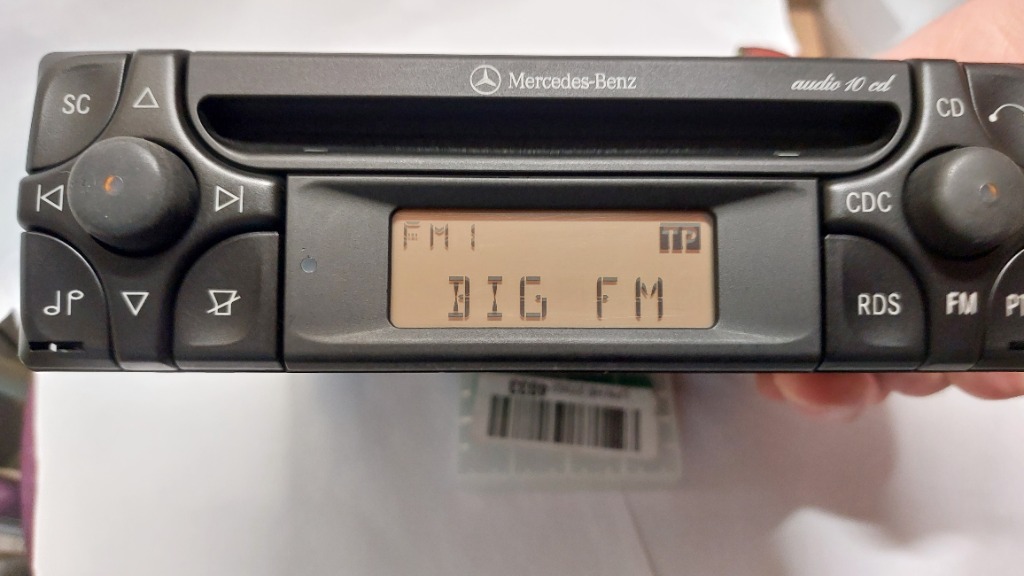 Mercedes-Benz
audio 10 cd
SC
CD
CDC
FM1
TP
BIG FM
RDS
FM